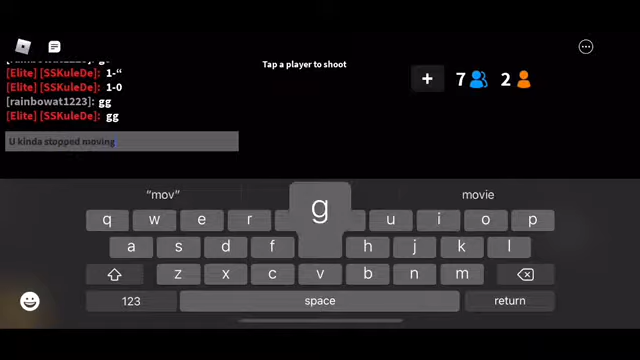 [Elite] [SSKuleDe]: 1-“
[Elite] [SSKuleDe]: 1-0
[rainbowat1223]: gg
[Elite] [SSKuleDe]: gg
U kinda stopped moving
Tap a player to shoot
+ 7 2
“mov” movie
g
q w e r u i o p
a s d f h j k l
z x c v b n m
123 space return